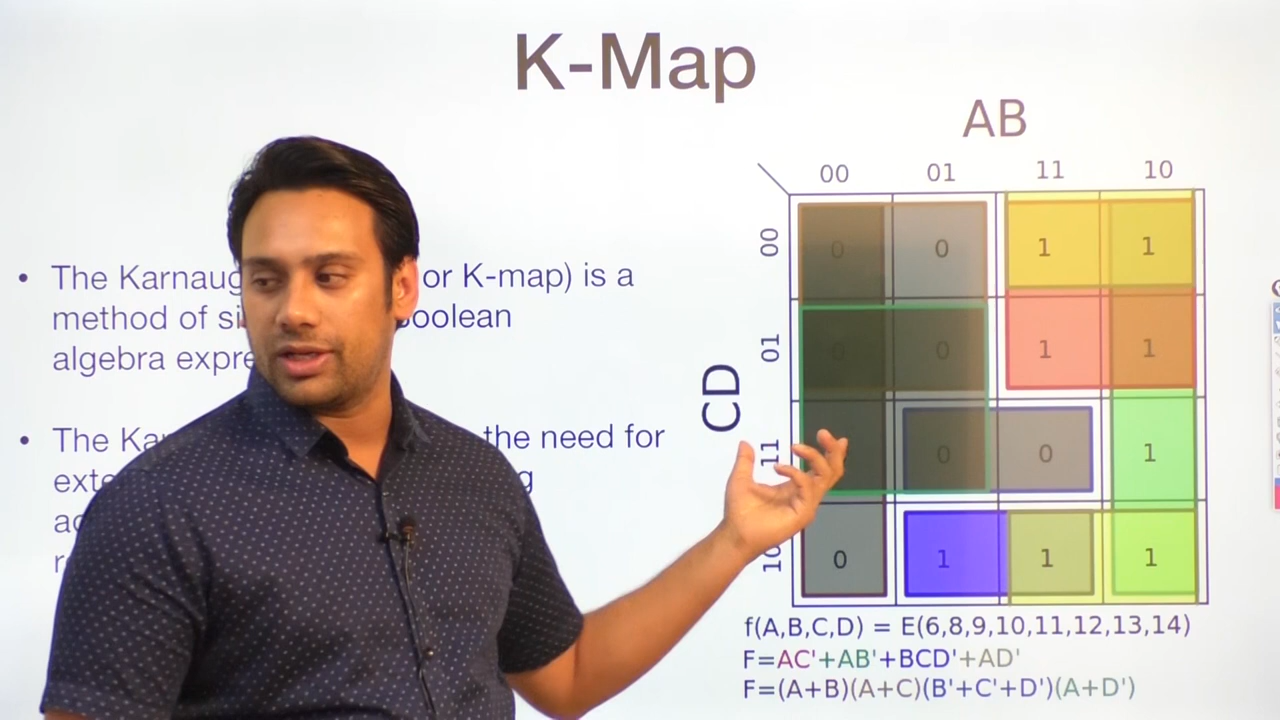 K-Map
AB
00 01 11 10
• The Karnaug or K-map) is a
method of si boolean
algebra expre
• The Ka the need for
exte g
CD
00 0 0 1 1
01 0 0 1 1
11 0 0 1
10 0 1 1 1
f(A,B,C,D) = E(6,8,9,10,11,12,13,14)
F=AC'+AB'+BCD'+AD'
F=(A+B)(A+C)(B'+C'+D')(A+D')